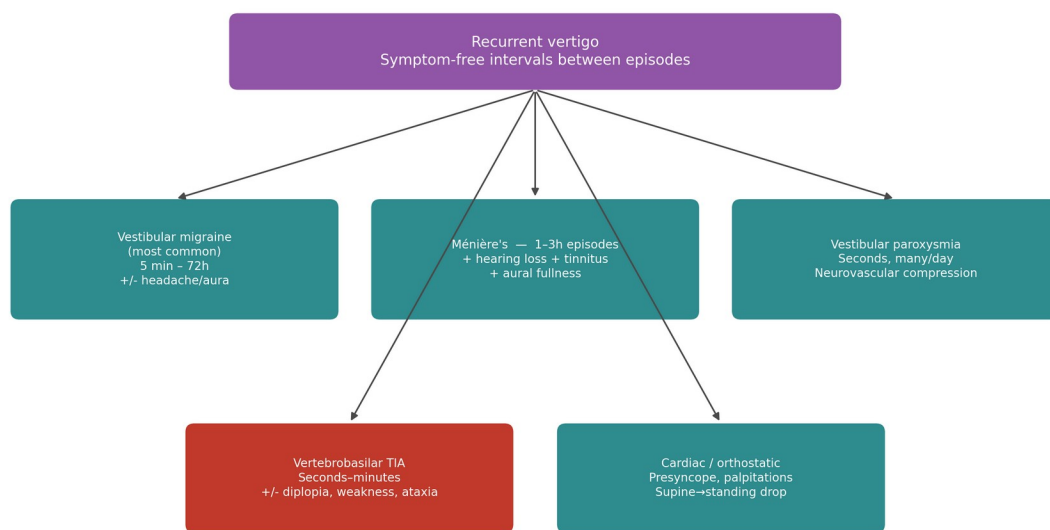 Recurrent vertigo
Symptom-free intervals between episodes
Vestibular migraine
(most common)
5 min – 72h
+/- headache/aura
Ménière's — 1–3h episodes
+ hearing loss + tinnitus
+ aural fullness
Vestibular paroxysmia
Seconds, many/day
Neurovascular compression
Vertebrobasilar TIA
Seconds–minutes
+/- diplopia, weakness, ataxia
Cardiac / orthostatic
Presyncope, palpitations
Supine→standing drop